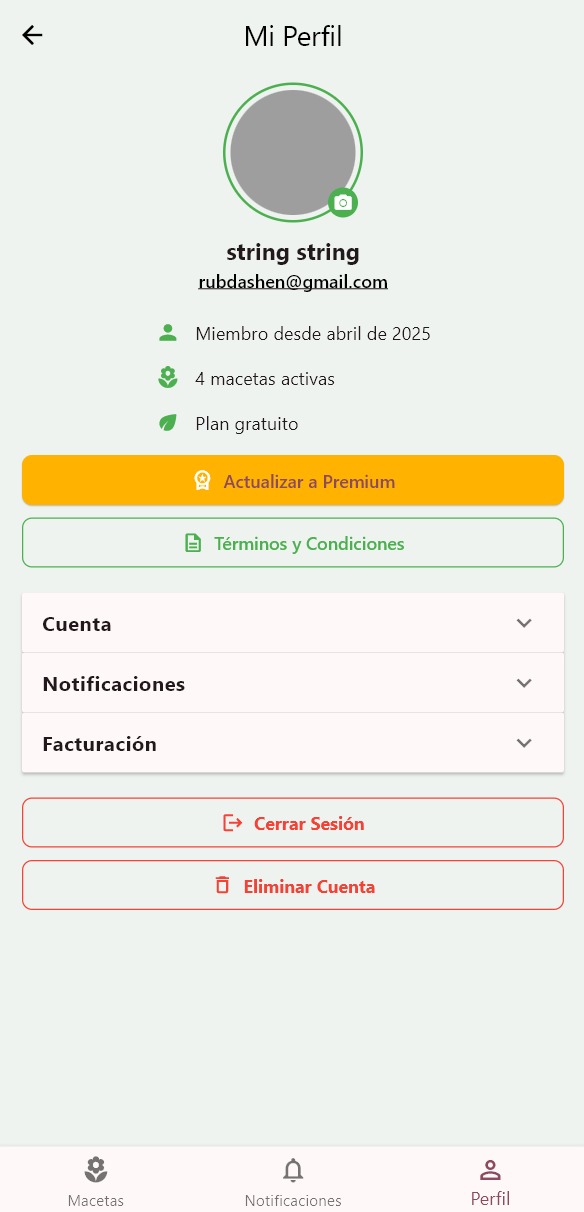 Mi Perfil
string string
rubdashen@gmail.com
Miembro desde abril de 2025
4 macetas activas
Plan gratuito
Actualizar a Premium
Términos y Condiciones
Cuenta
Notificaciones
Facturación
Cerrar Sesión
Eliminar Cuenta
Macetas
Notificaciones
Perfil